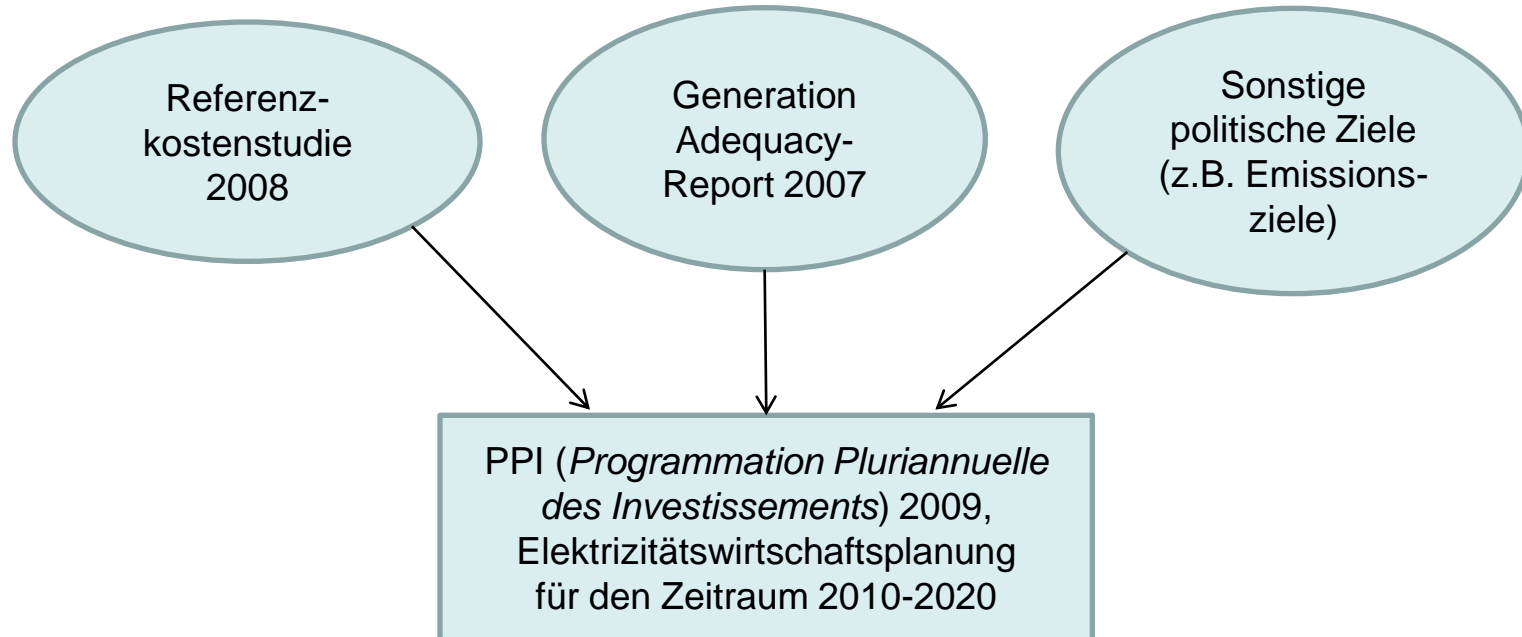 Referenz-
kostenstudie
2008
Generation
Adequacy-
Report 2007
Sonstige
politische Ziele
(z.B. Emissions-
ziele)
PPI (Programmation Pluriannuelle
des Investissements) 2009,
Elektrizitätswirtschaftsplanung
für den Zeitraum 2010-2020